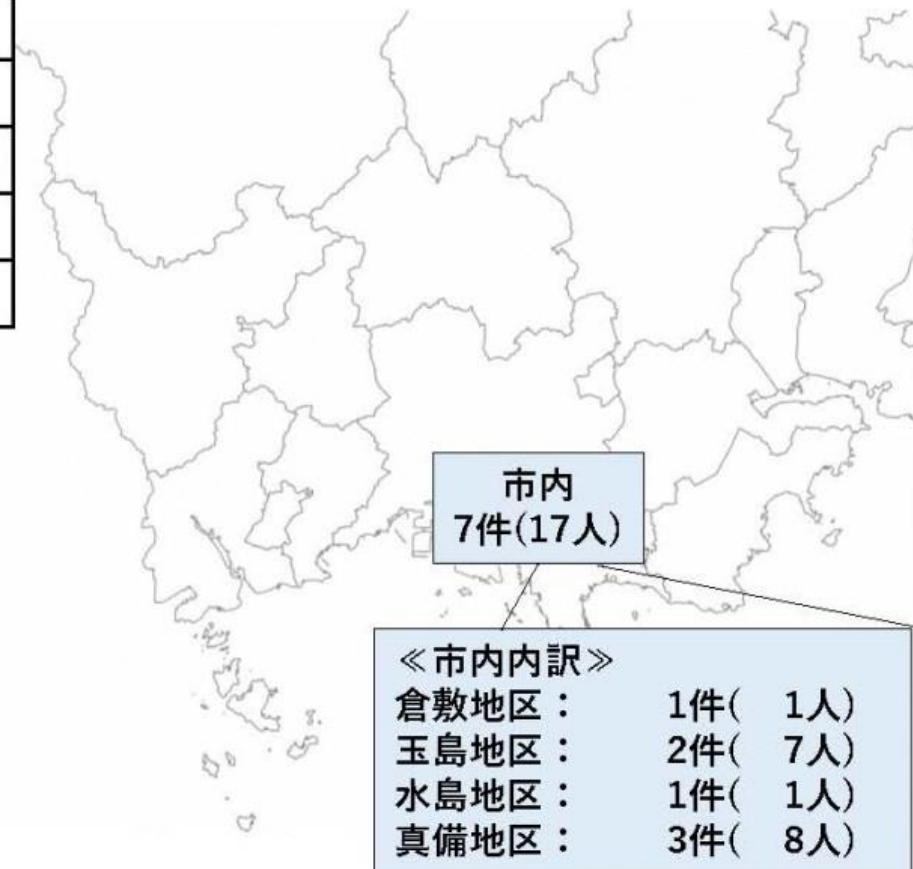 市内
7件(17人)
≪市内内訳≫
倉敷地区： 1件( 1人)
玉島地区： 2件( 7人)
水島地区： 1件( 1人)
真備地区： 3件( 8人)